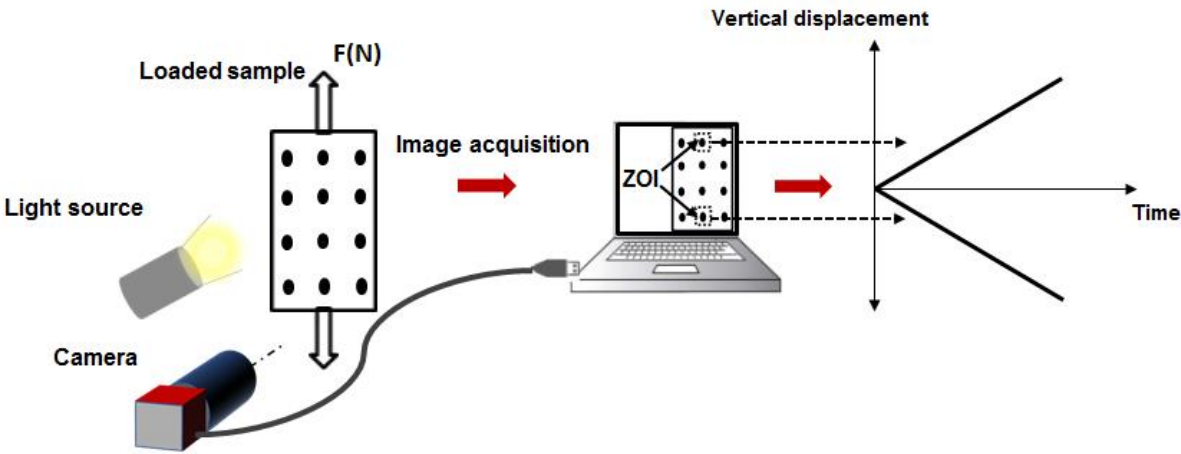 Vertical displacement
F(N)
Loaded sample
Image acquisition
ZOI
Light source
Time
Camera